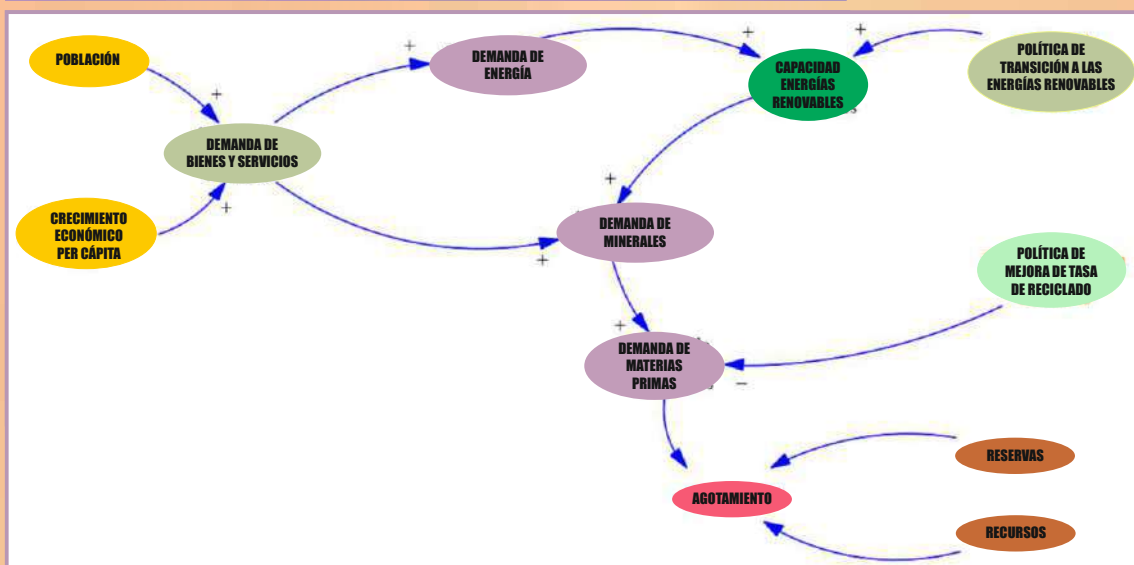 POBLACIÓN
+
CRECIMIENTO
ECONÓMICO
PER CÁPITA
+
DEMANDA DE
BIENES Y SERVICIOS
+
DEMANDA DE
ENERGÍA
+
CAPACIDAD
ENERGÍAS
RENOVABLES
+
POLÍTICA DE
TRANSICIÓN A LAS
ENERGÍAS RENOVABLES
+
+
DEMANDA DE
MINERALES
POLÍTICA DE
MEJORA DE TASA
DE RECICLADO
+
DEMANDA DE
MATERIAS
PRIMAS
−
AGOTAMIENTO
RESERVAS
RECURSOS